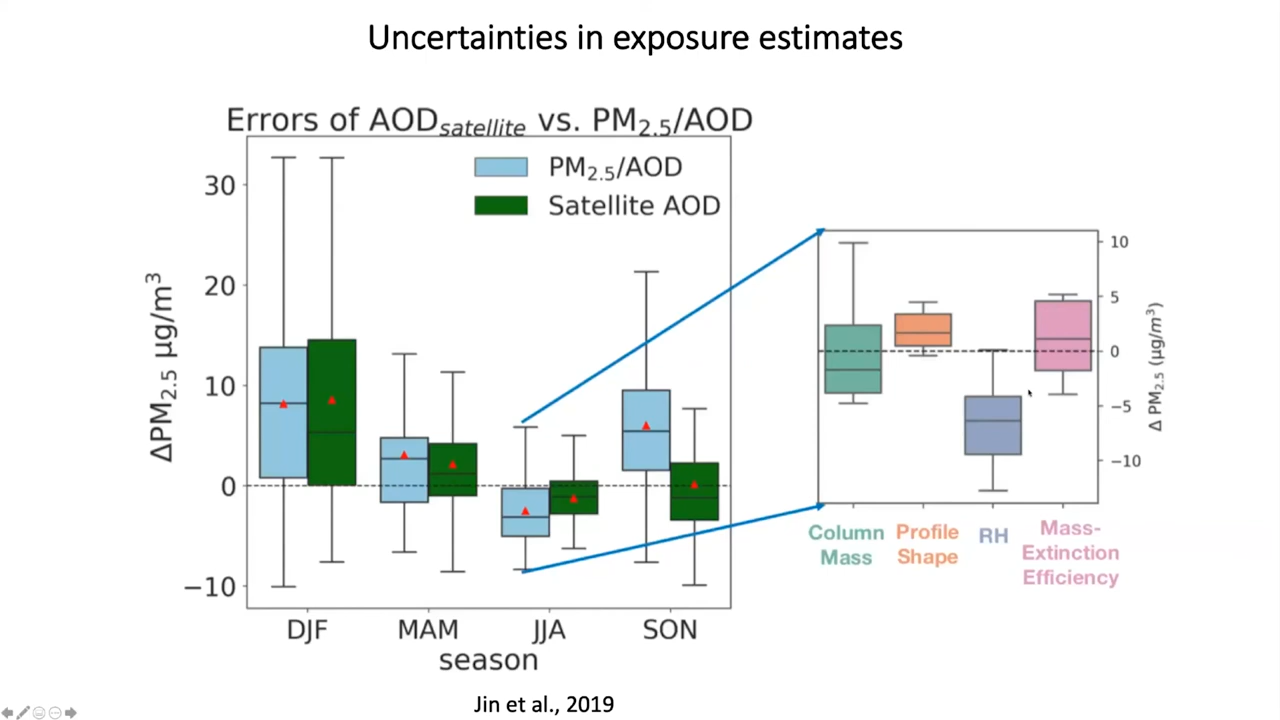 Uncertainties in exposure estimates
Errors of AODsatellite vs. PM2.5/AOD
PM2.5/AOD
Satellite AOD
ΔPM2.5 µg/m3
30
20
10
0
−10
DJF
MAM
JJA
SON
season
10
5
0
−5
−10
Δ PM2.5 (µg/m3)
Column
Mass
Profile
Shape
RH
Mass-
Extinction
Efficiency
Jin et al., 2019